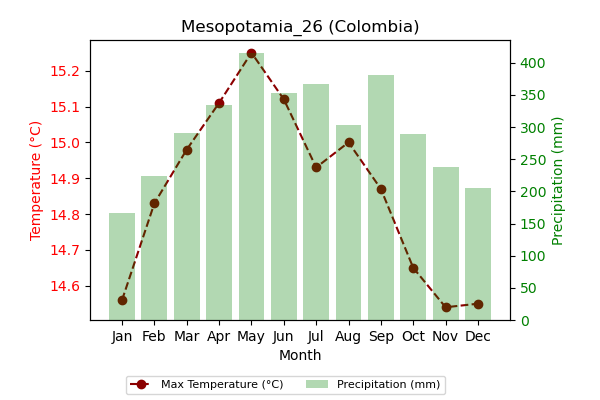 Mesopotamia_26 (Colombia)
15.2
15.1
15.0
14.9
14.8
14.7
14.6
Temperature (°C)
400
350
300
250
200
150
100
50
0
Precipitation (mm)
Jan Feb Mar Apr May Jun Jul Aug Sep Oct Nov Dec
Month
Max Temperature (°C) Precipitation (mm)